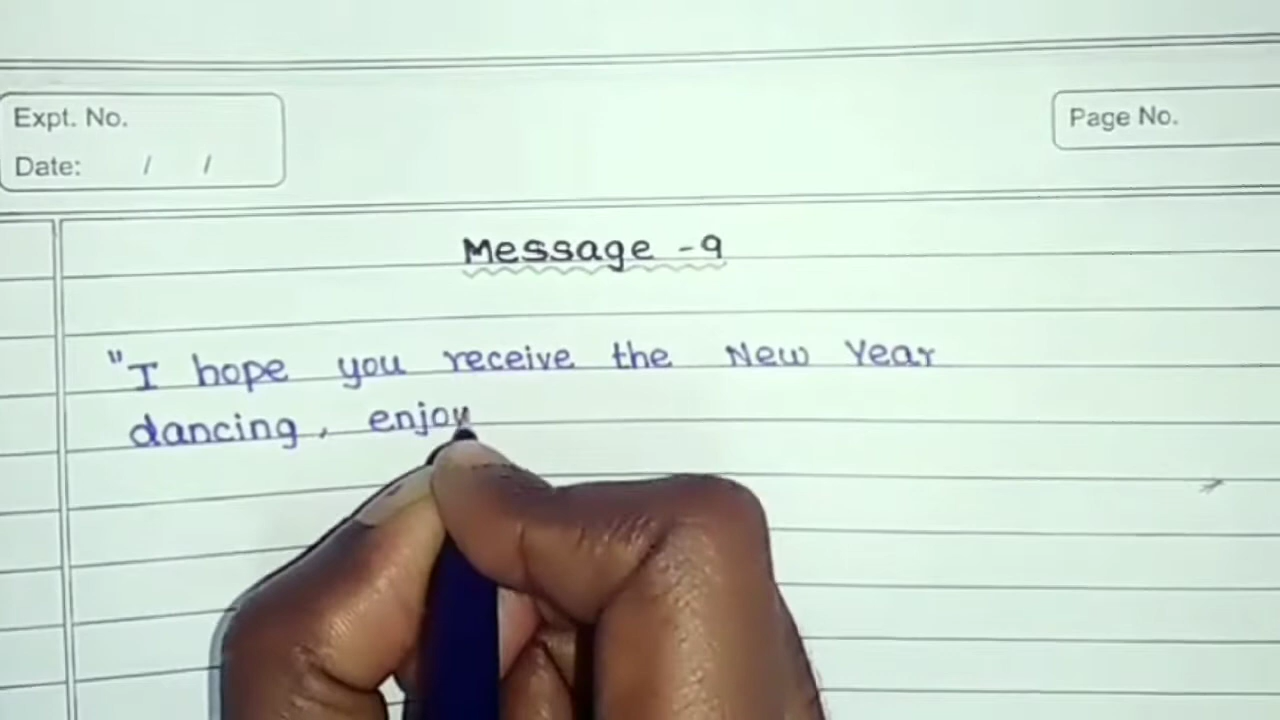 Expt. No.
Page No.
Date: / /
Message - 9
"I hope you receive the New Year
dancing, enjoy